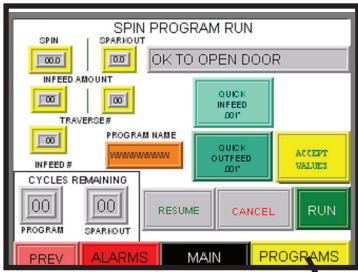 SPIN PROGRAM RUN
SPIN SPARKOUT
00.0 0.0 OK TO OPEN DOOR
INFEED AMOUNT
00 00
TRAVERSE#
QUICK
INFEED
.001"
00
INFEED #
PROGRAM NAME
WWWWWWWWW
QUICK
OUTFEED
.001"
ACCEPT
VALUES
CYCLES REMAINING
00 00
PROGRAM SPARKOUT
RESUME CANCEL RUN
PREV ALARMS MAIN PROGRAMS